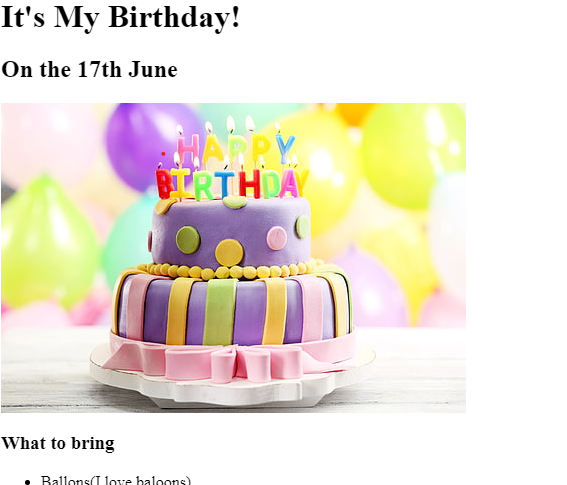 It's My Birthday!
On the 17th June
HAPPY
BIRTHDAY
What to bring
Ballons(I love baloons)